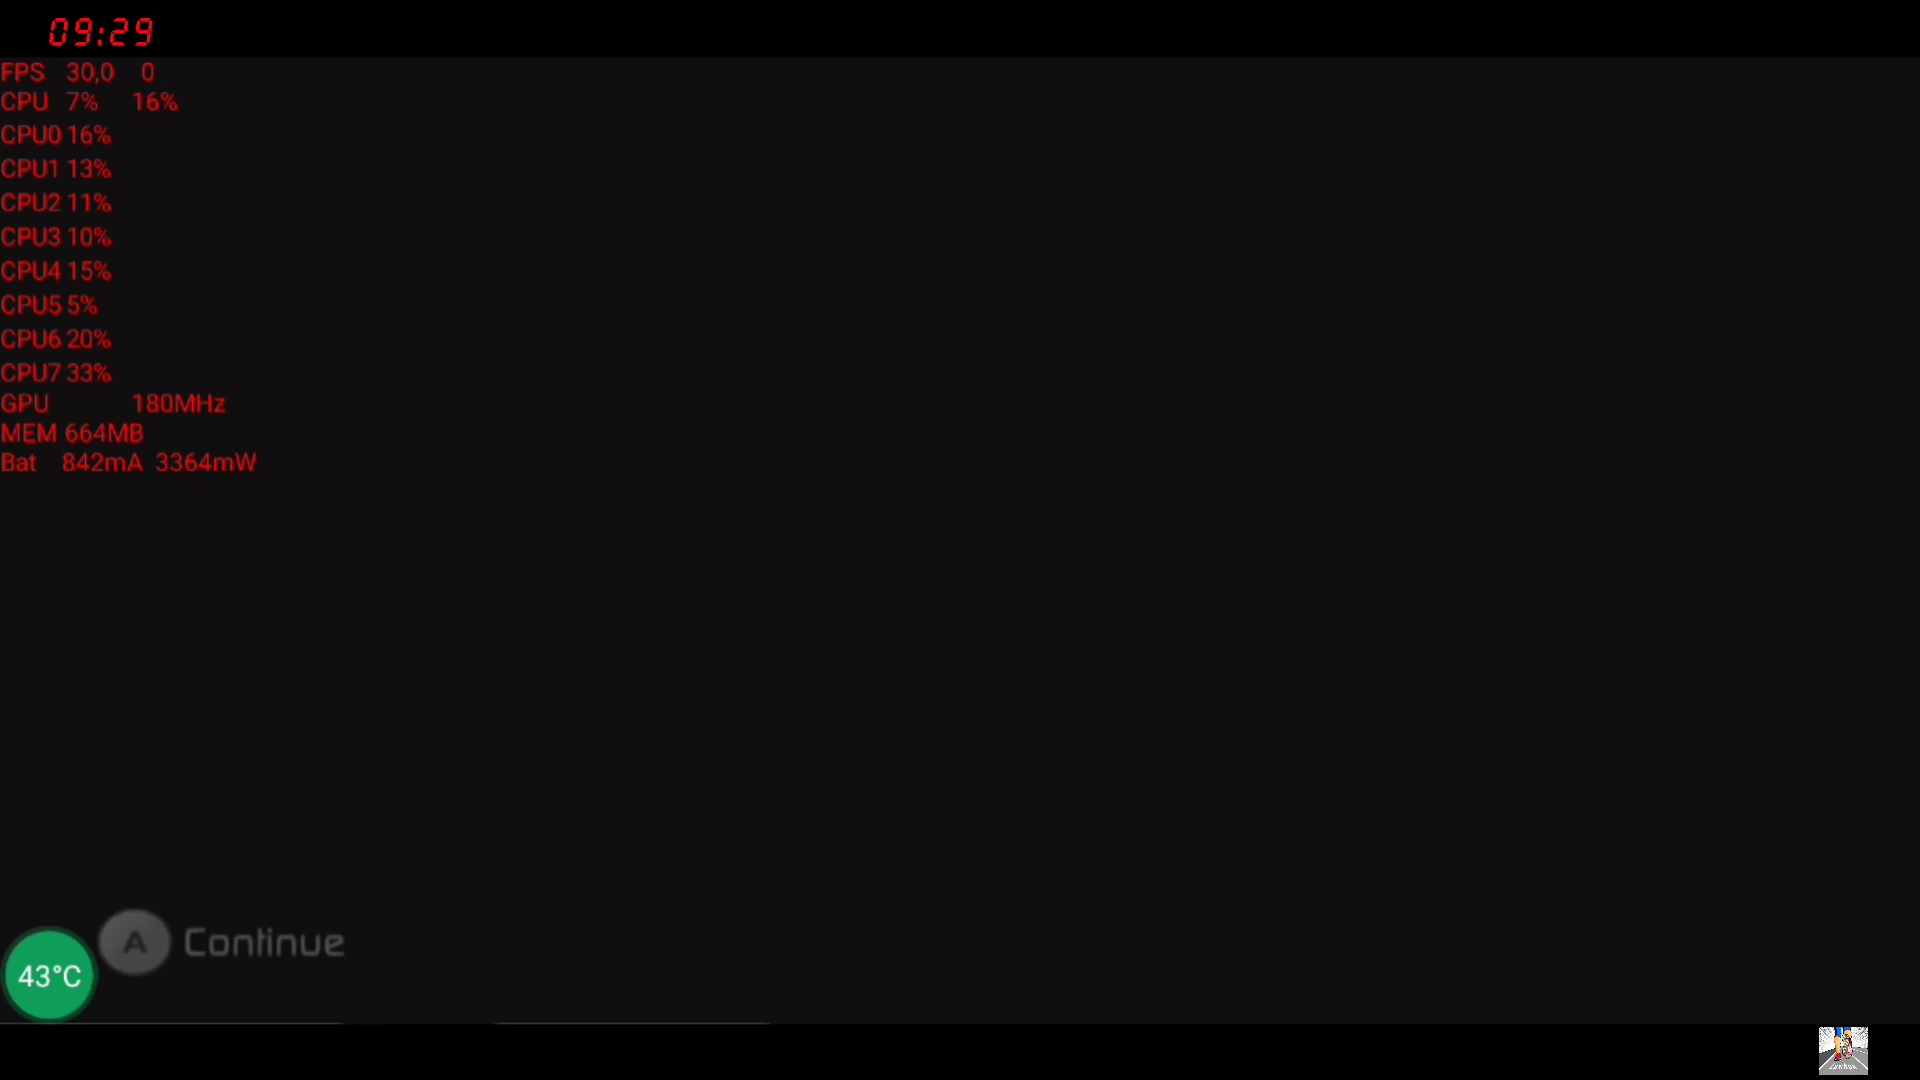 09:29
FPS 30,0 0
CPU 7% 16%
CPU0 16%
CPU1 13%
CPU2 11%
CPU3 10%
CPU4 15%
CPU5 5%
CPU6 20%
CPU7 33%
GPU 180MHz
MEM 664MB
Bat 842mA 3364mW
A Continue
43°C